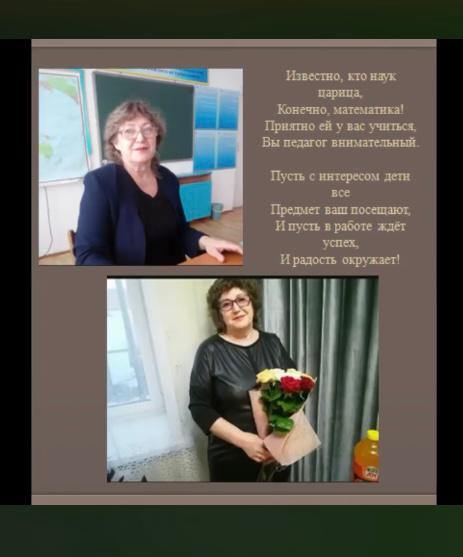 Известно, кто наук
царица,
Конечно, математика!
Приятно ей у вас учиться,
Вы педагог внимательный.
Пусть с интересом дети
все
Предмет ваш посещают,
И пусть в работе ждёт
успех,
И радость окружает!